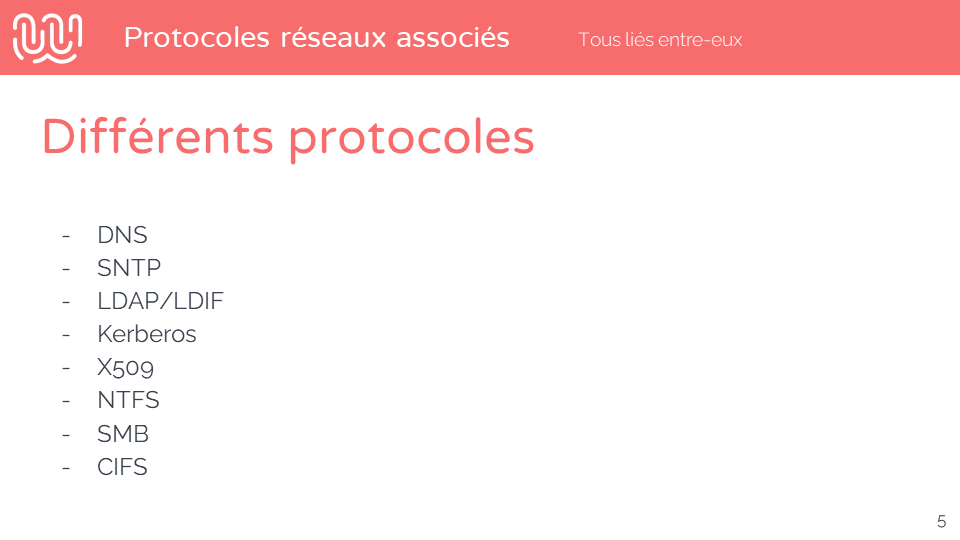 Protocoles réseaux associés
Tous liés entre-eux
Différents protocoles
- DNS
- SNTP
- LDAP/LDIF
- Kerberos
- X509
- NTFS
- SMB
- CIFS
5